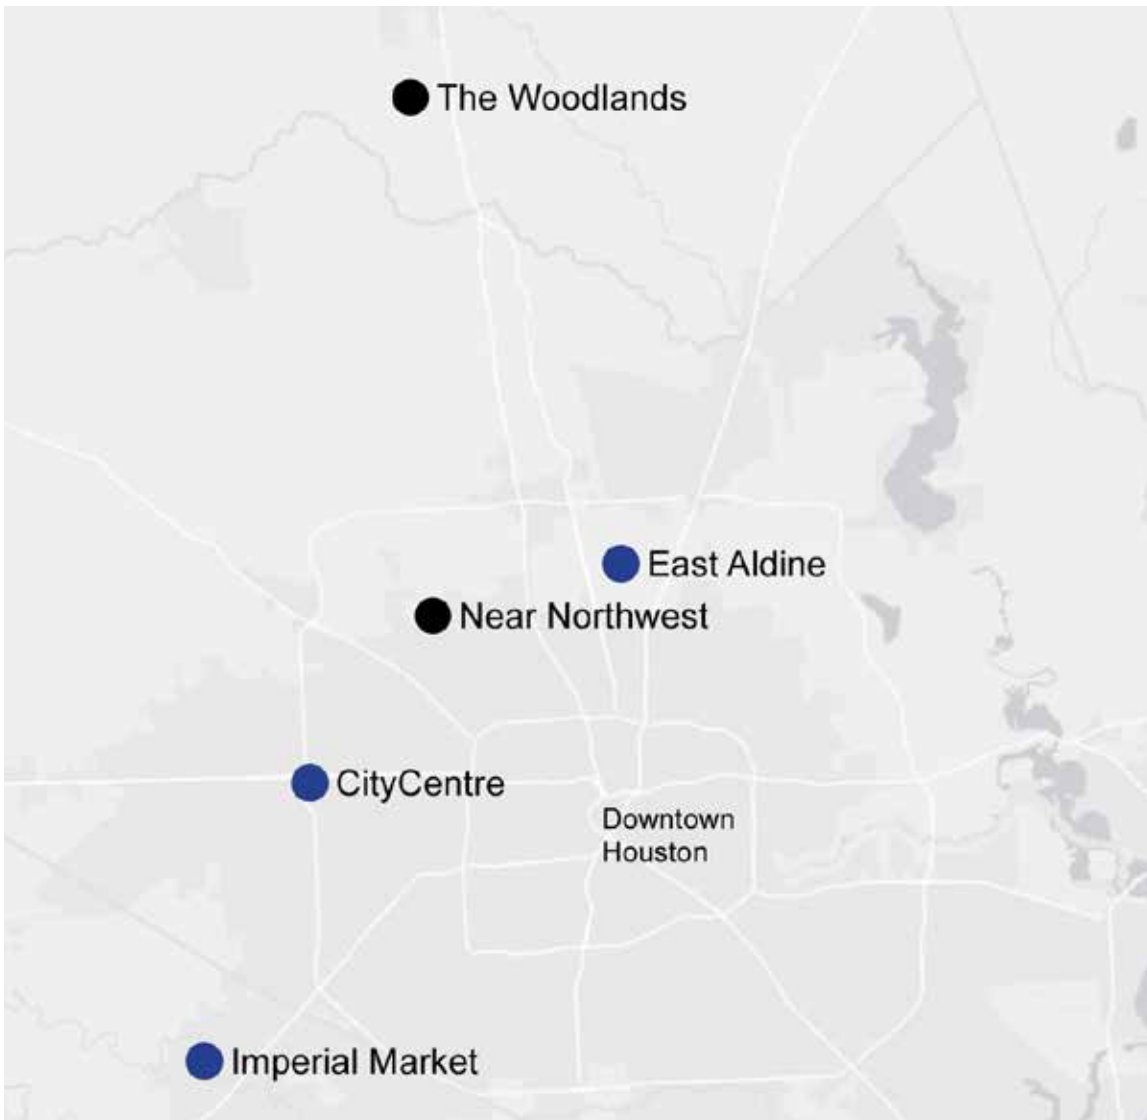 The Woodlands
East Aldine
Near Northwest
CityCentre
Downtown
Houston
Imperial Market